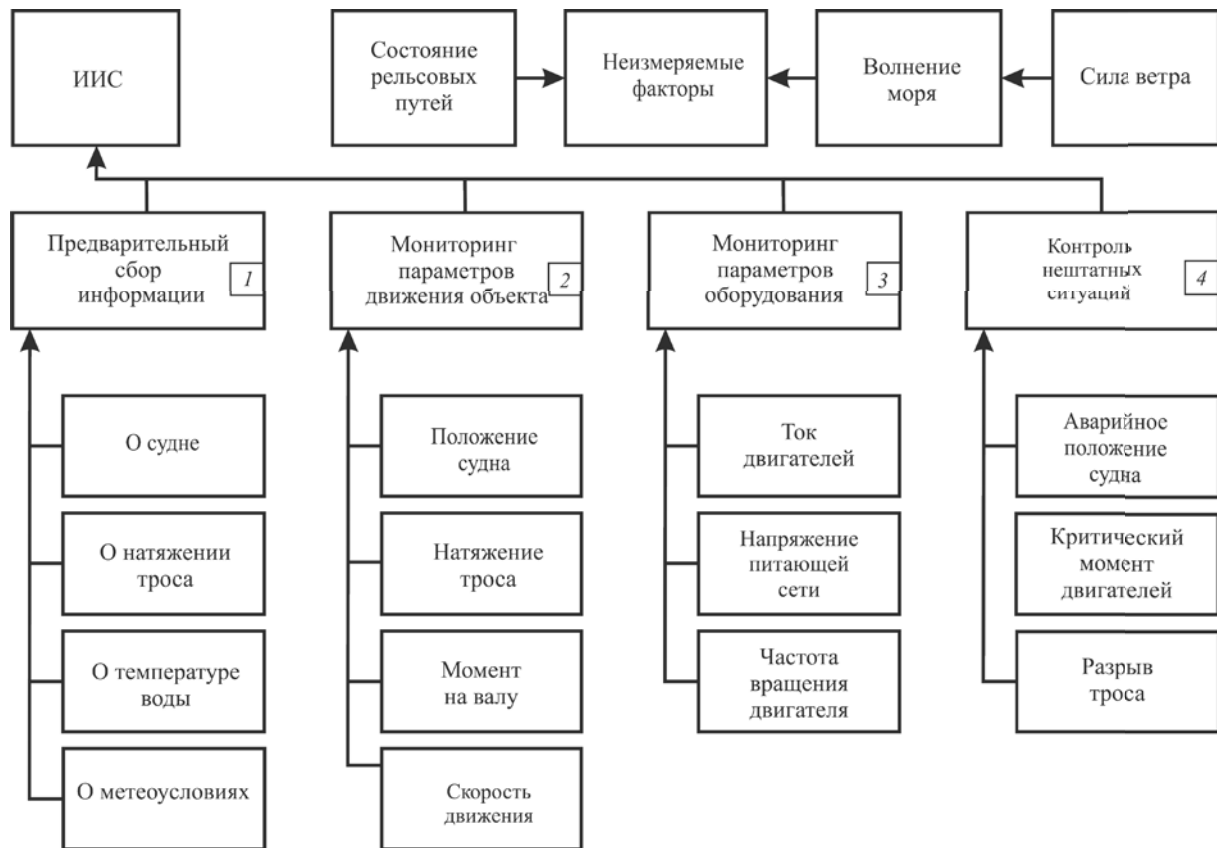 ИИС
Состояние
рельсовых
путей
Неизмеряемые
факторы
Волнение
моря
Сила ветра
Предварительный
сбор
информации
1
Мониторинг
параметров
движения объекта
2
Мониторинг
параметров
оборудования
3
Контроль
нештатных
ситуаций
4
О судне
О натяжении
троса
О температуре
воды
О метеоусловиях
Положение
судна
Натяжение
троса
Момент
на валу
Скорость
движения
Ток
двигателей
Напряжение
питающей
сети
Частота
вращения
двигателя
Аварийное
положение
судна
Критический
момент
двигателей
Разрыв
троса